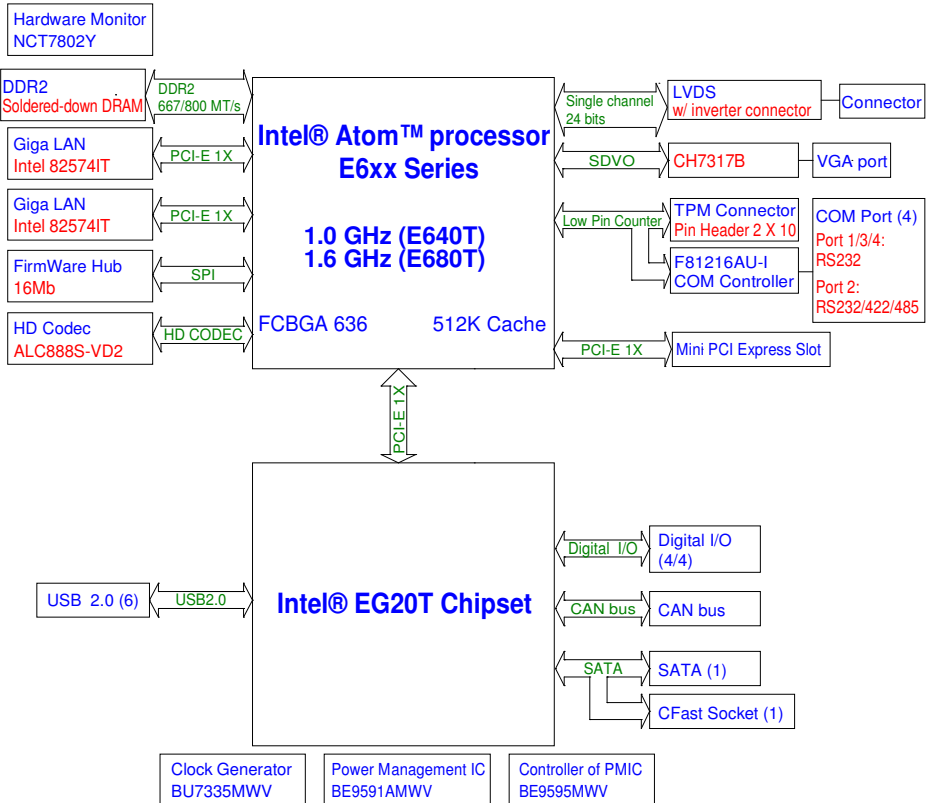 Hardware Monitor
NCT7802Y
DDR2
Soldered-down DRAM
DDR2
667/800 MT/s
Giga LAN
Intel 82574IT
PCI-E 1X
Giga LAN
Intel 82574IT
PCI-E 1X
FirmWare Hub
16Mb
SPI
HD Codec
ALC888S-VD2
HD CODEC
Intel® Atom™ processor
E6xx Series
1.0 GHz (E640T)
1.6 GHz (E680T)
FCBGA 636
512K Cache
Single channel
24 bits
LVDS
w/ inverter connector
Connector
SDVO
CH7317B
VGA port
Low Pin Counter
TPM Connector
Pin Header 2 X 10
F81216AU-I
COM Controller
COM Port (4)
Port 1/3/4:
RS232
Port 2:
RS232/422/485
PCI-E 1X
Mini PCI Express Slot
PCI-E 1X
Intel® EG20T Chipset
USB 2.0 (6)
USB2.0
Digital I/O
Digital I/O
(4/4)
CAN bus
CAN bus
SATA
SATA (1)
CFast Socket (1)
Clock Generator
BU7335MWV
Power Management IC
BE9591AMWV
Controller of PMIC
BE9595MWV